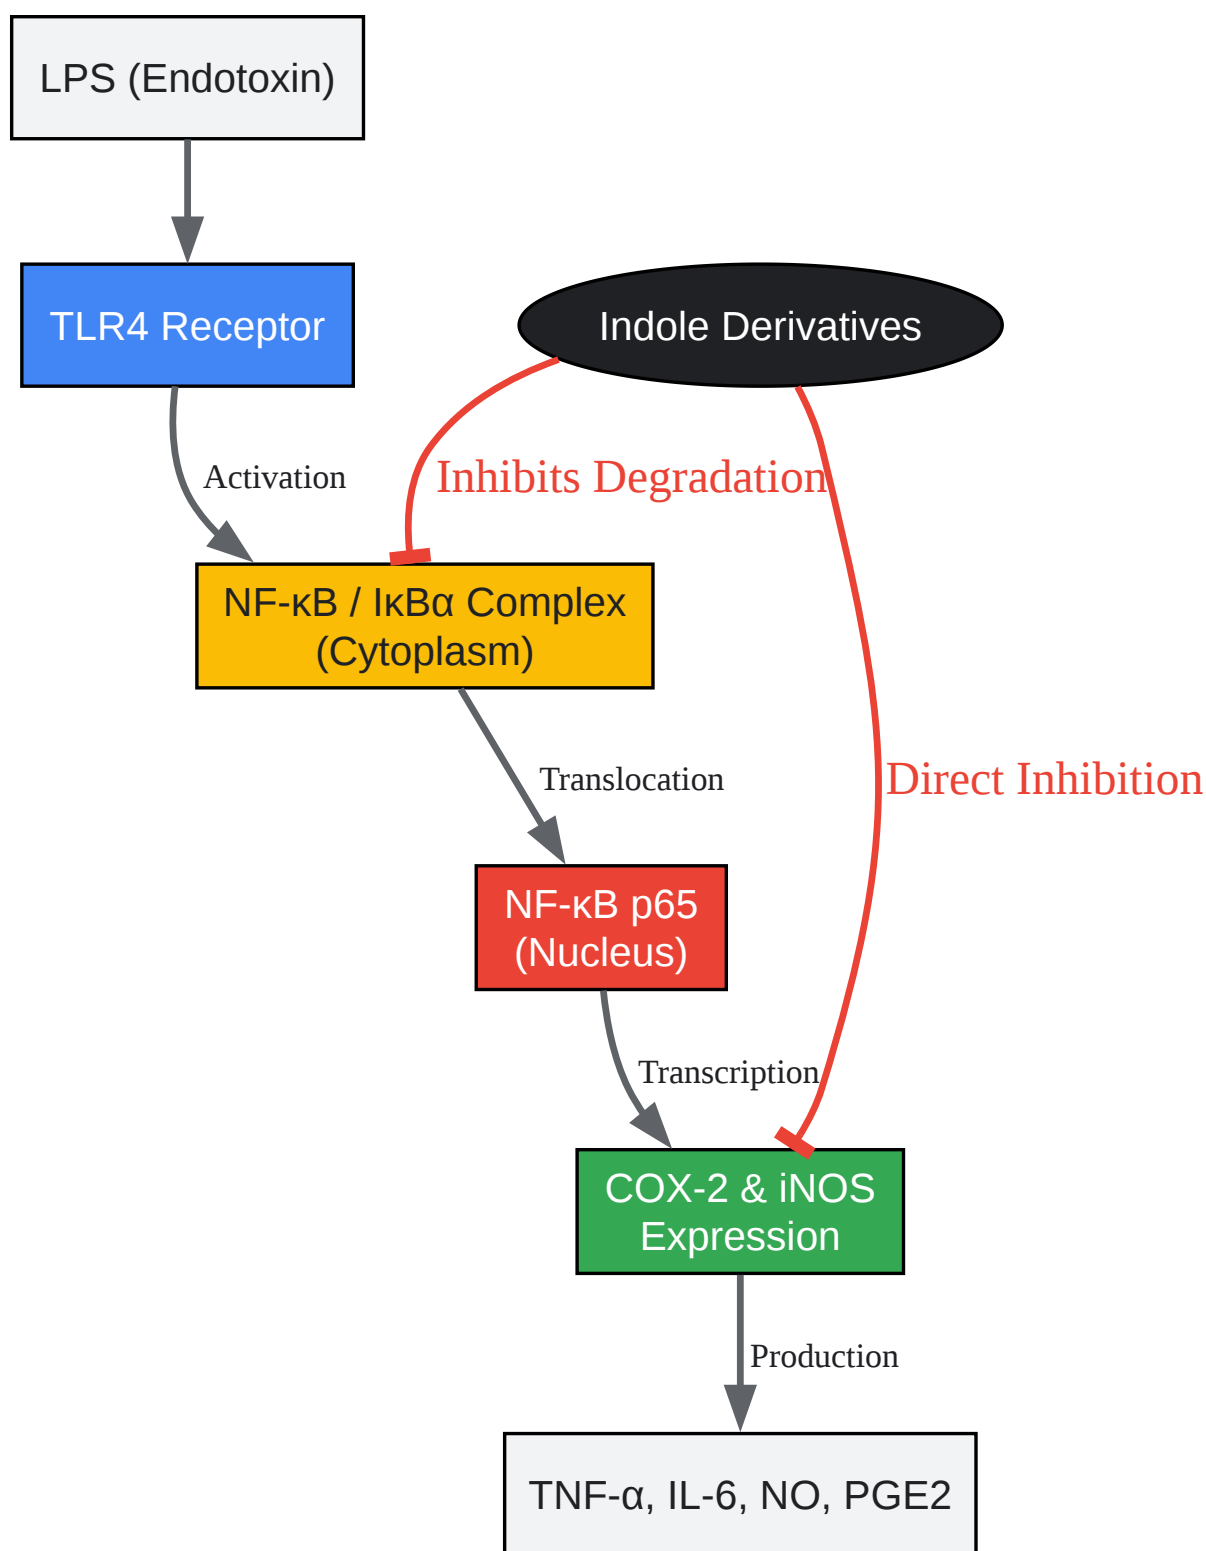 LPS (Endotoxin)
TLR4 Receptor
Indole Derivatives
Activation
Inhibits Degradation
NF-κB / IκBα Complex
(Cytoplasm)
Translocation
Direct Inhibition
NF-κB p65
(Nucleus)
Transcription
COX-2 & iNOS
Expression
Production
TNF-α, IL-6, NO, PGE2